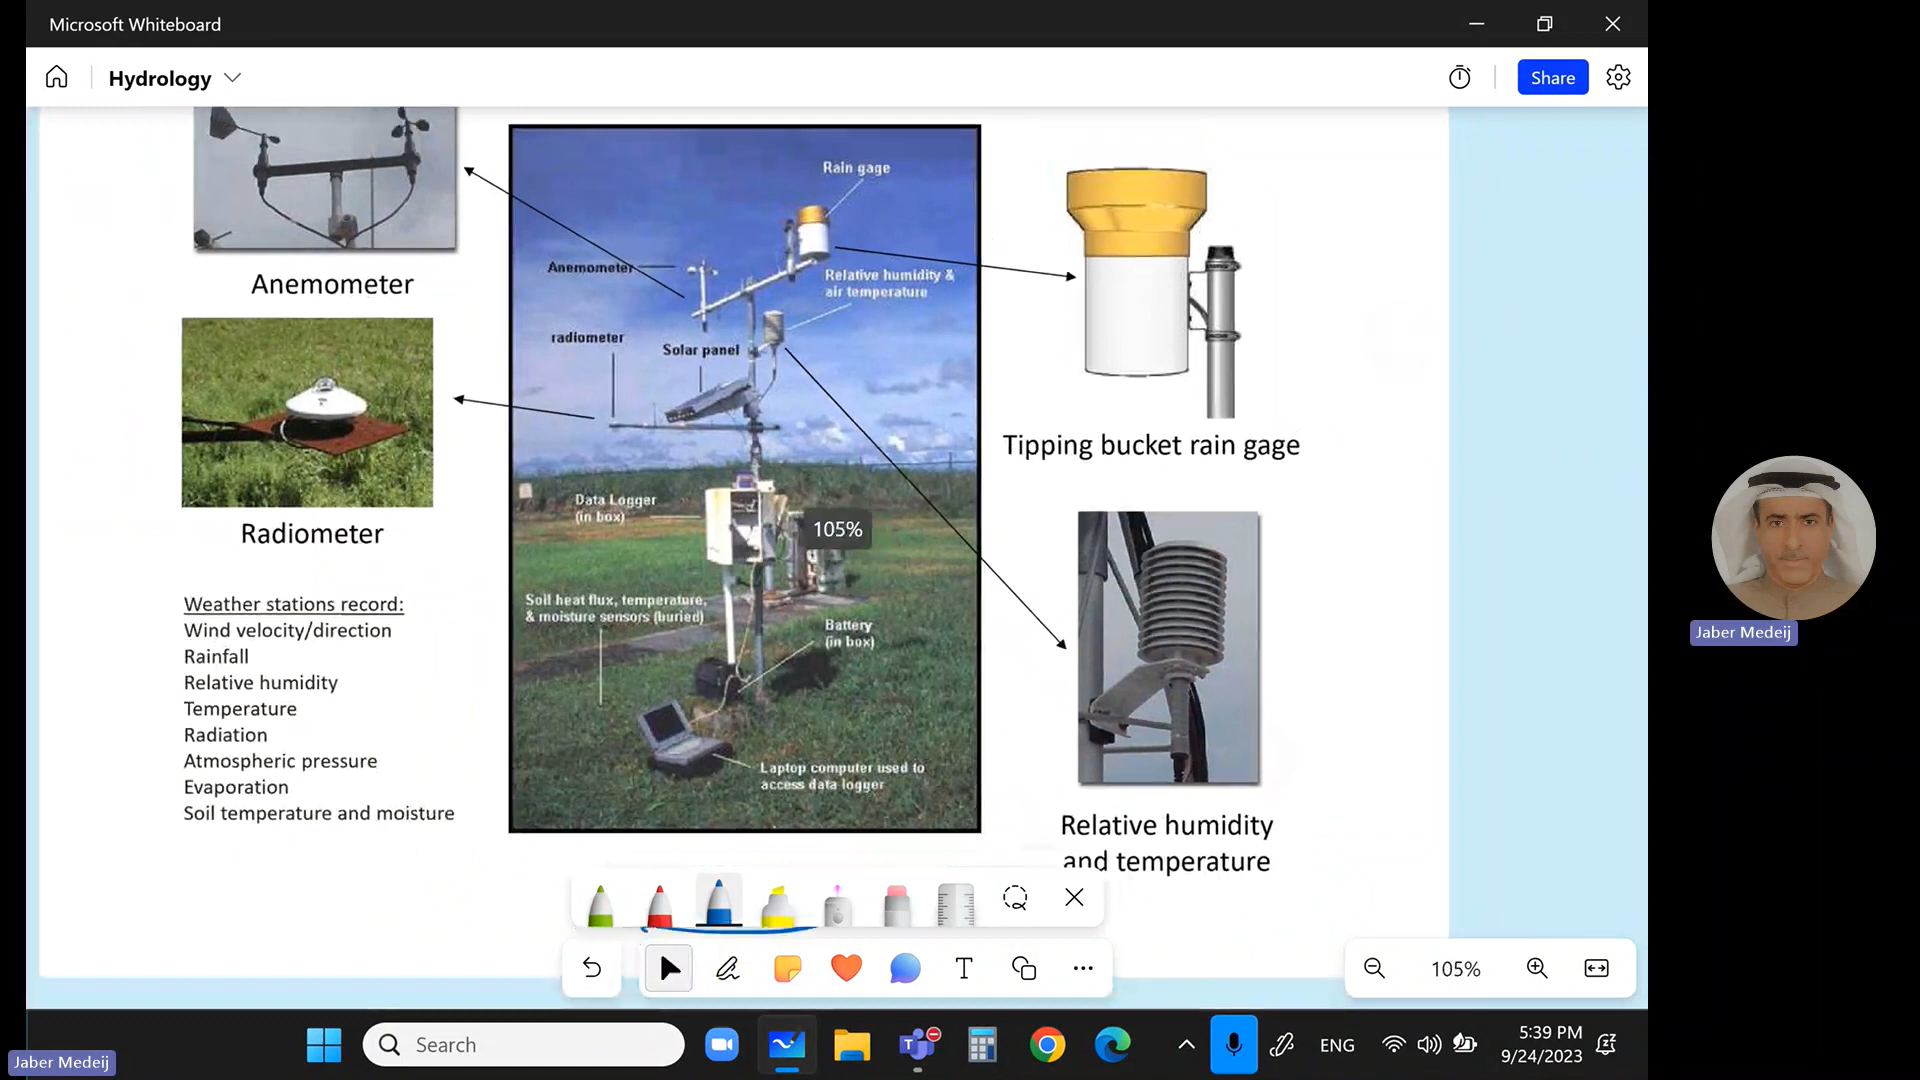 Microsoft Whiteboard
Hydrology
Share
Anemometer
Radiometer
Weather stations record:
Wind velocity/direction
Rainfall
Relative humidity
Temperature
Radiation
Atmospheric pressure
Evaporation
Soil temperature and moisture
Rain gage
Anemometer
Relative humidity &
air temperature
radiometer
Solar panel
Data Logger
(in box)
105%
Soil heat flux, temperature,
& moisture sensors (buried)
Battery
(in box)
Laptop computer used to
access data logger
Tipping bucket rain gage
Relative humidity
and temperature
Jaber Medeij
105%
Search
ENG
5:39 PM
9/24/2023
Jaber Medeij